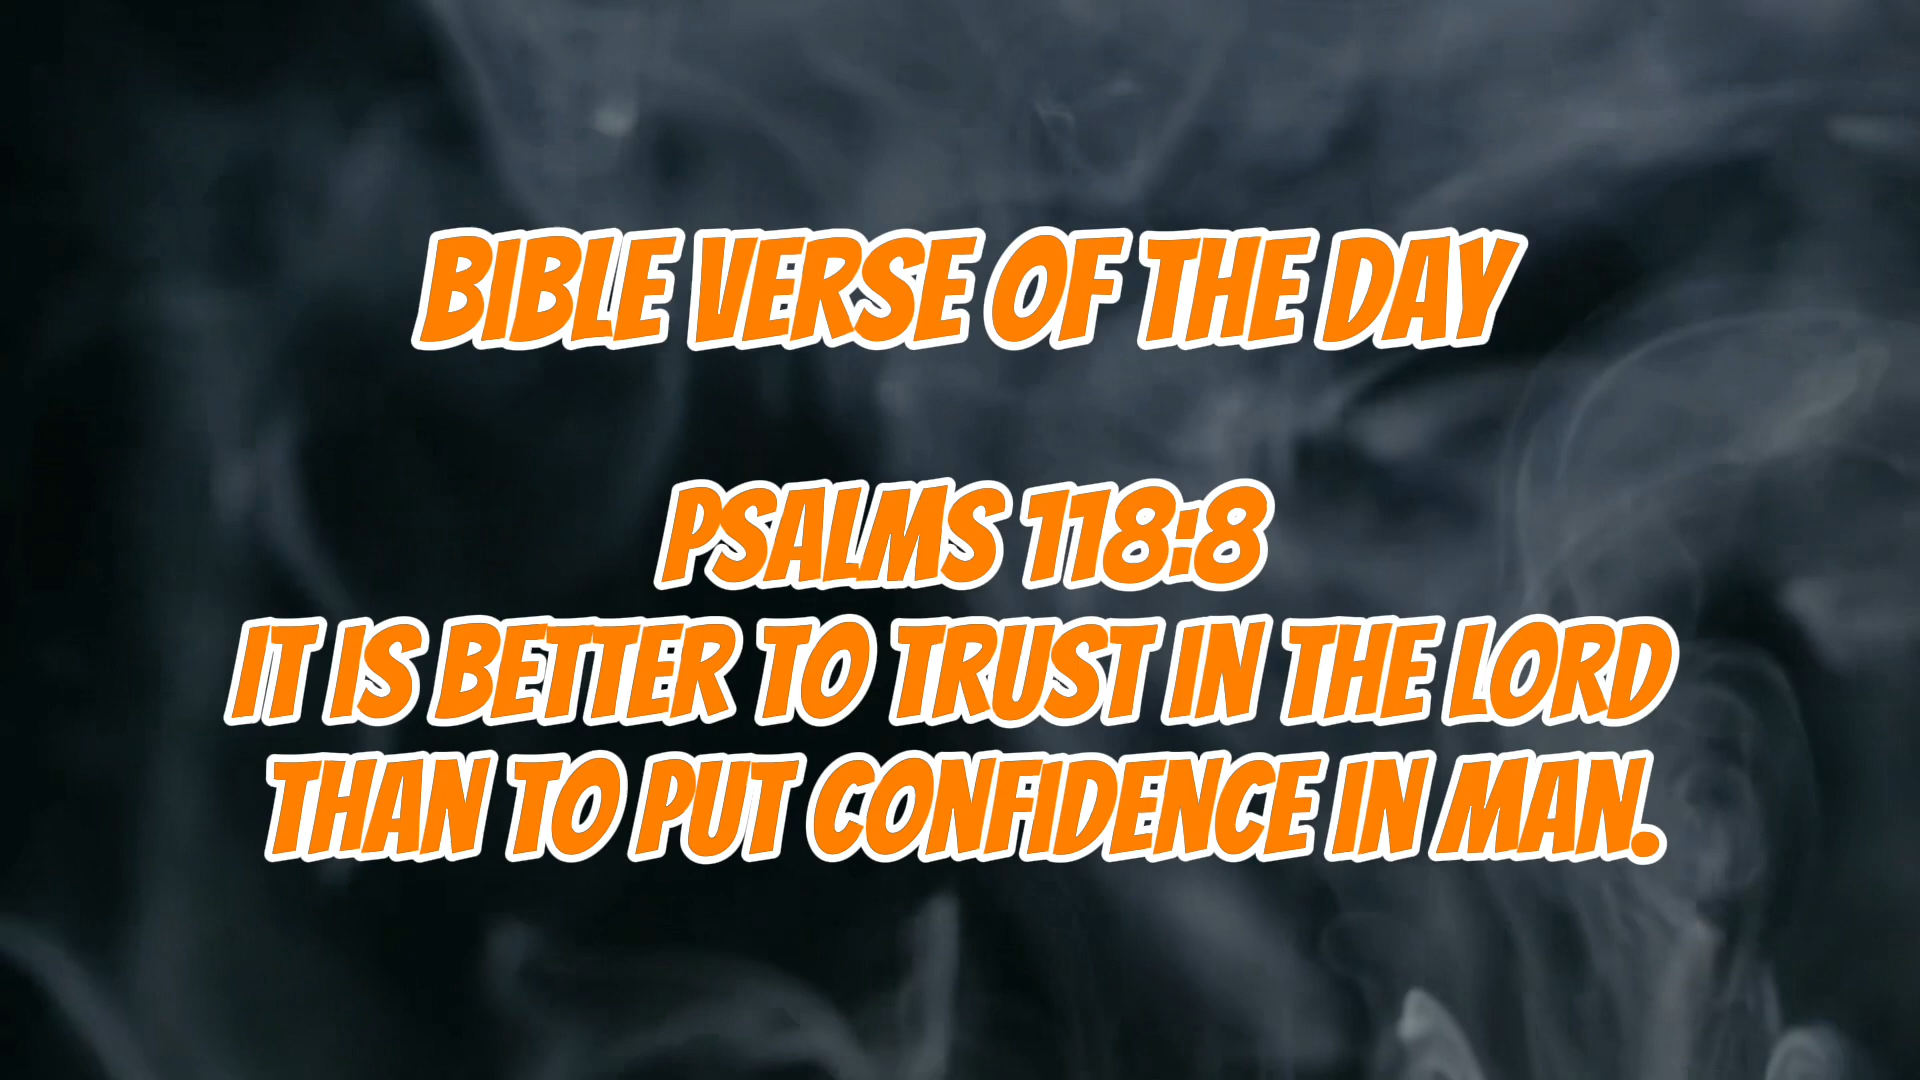 BIBLE VERSE OF THE DAY
PSALMS 118:8
IT IS BETTER TO TRUST IN THE LORD
THAN TO PUT CONFIDENCE IN MAN.